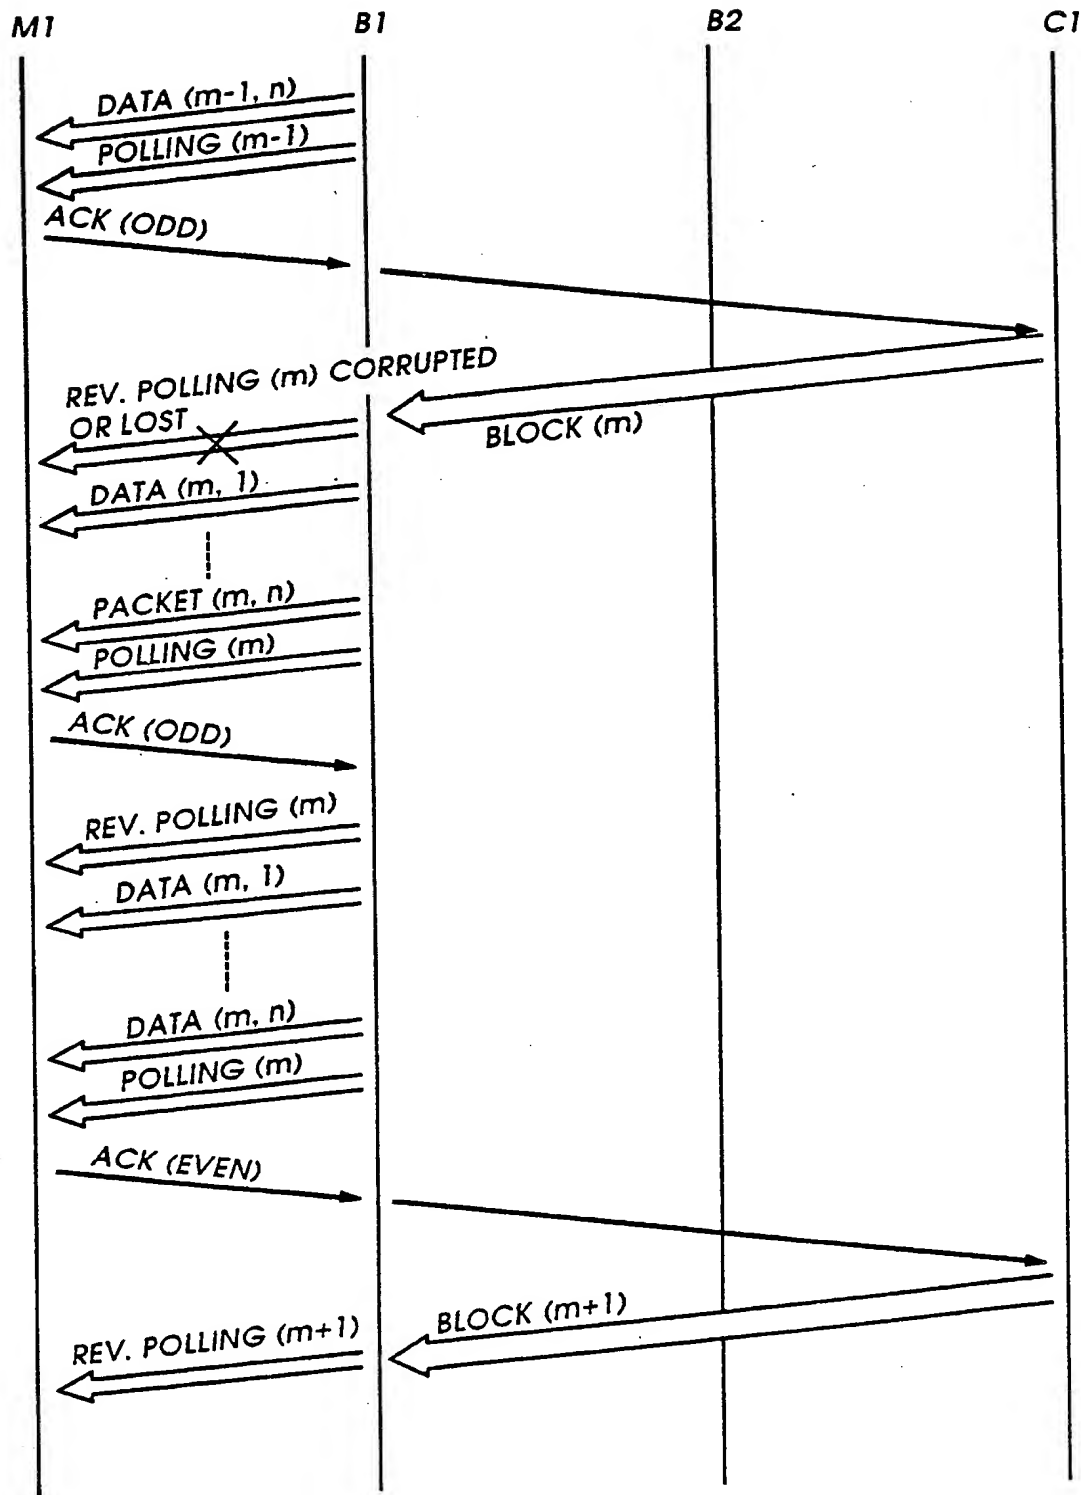 M1 B1 B2 C1
DATA (m-1, n)
POLLING (m-1)
ACK (ODD)
REV. POLLING (m) CORRUPTED
OR LOST
BLOCK (m)
DATA (m, 1)
PACKET (m, n)
POLLING (m)
ACK (ODD)
REV. POLLING (m)
DATA (m, 1)
DATA (m, n)
POLLING (m)
ACK (EVEN)
BLOCK (m+1)
REV. POLLING (m+1)